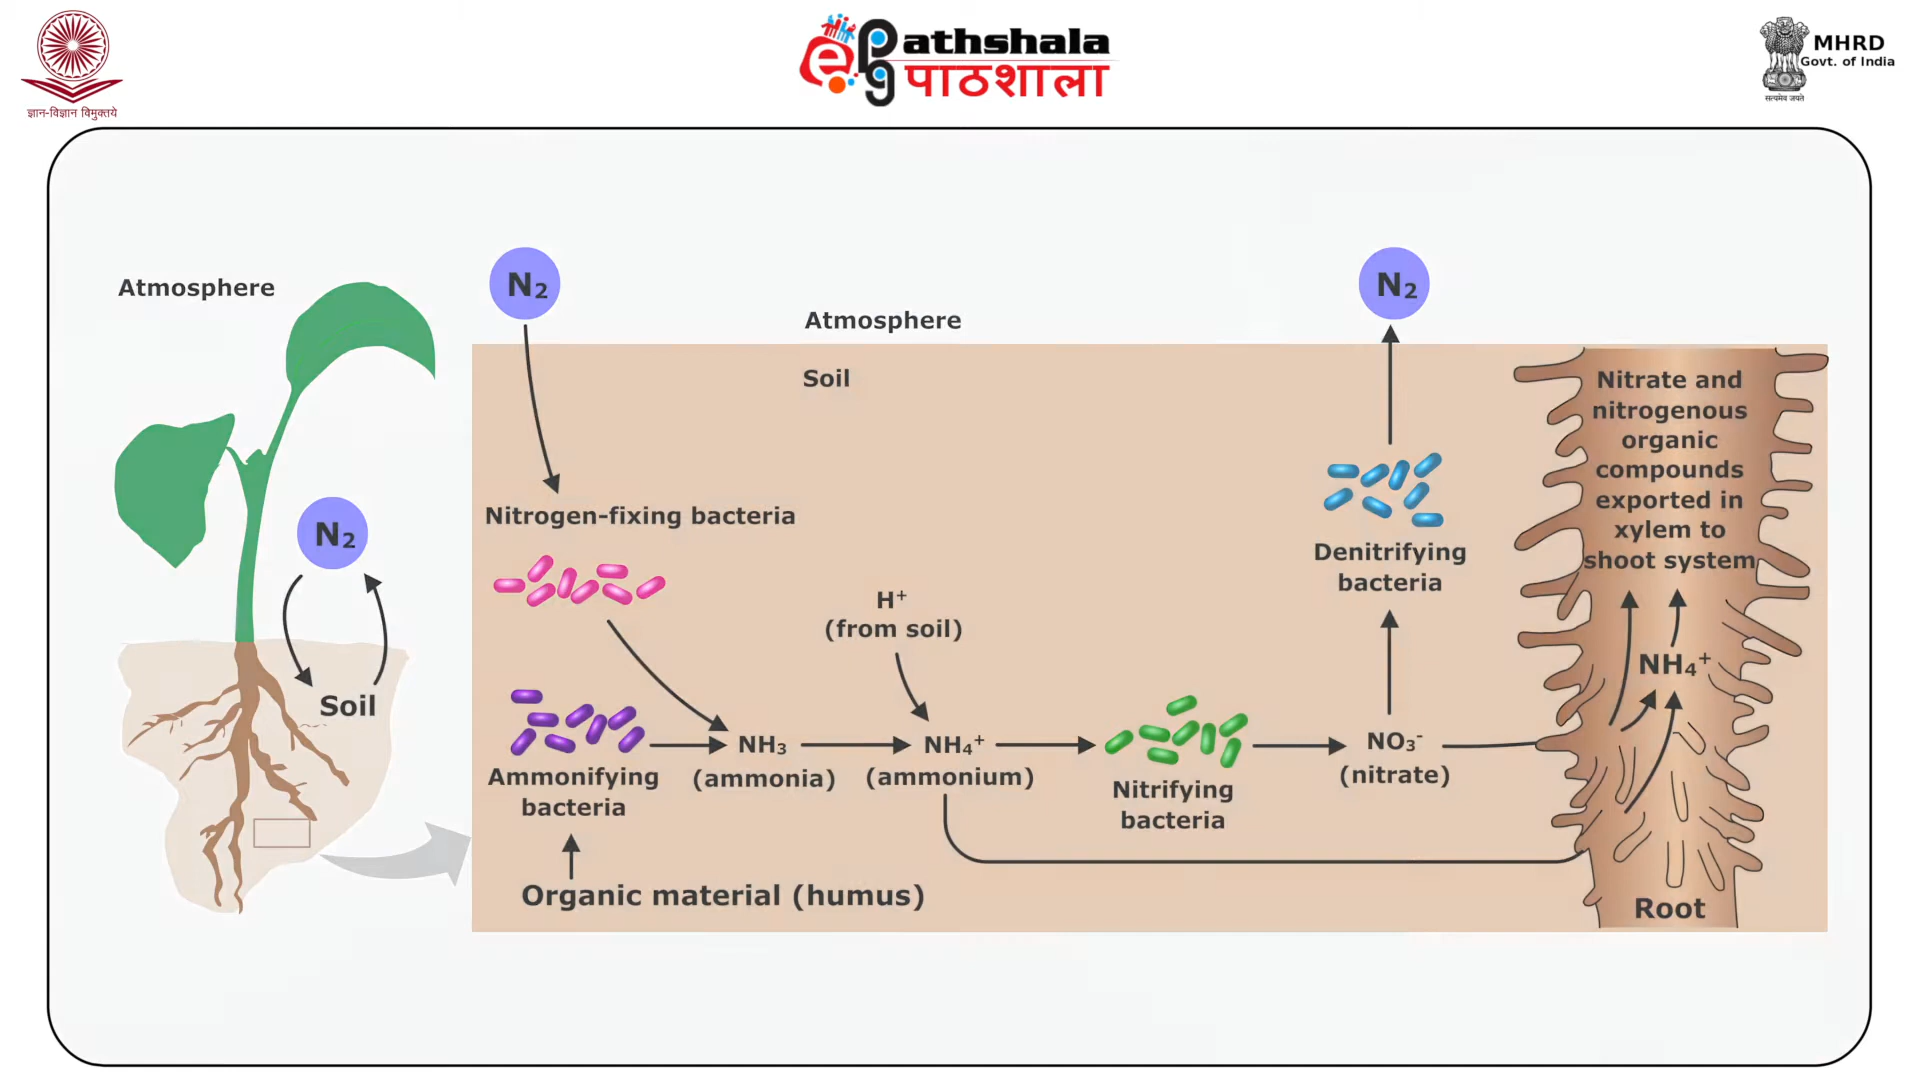 ज्ञान-विज्ञान विमुक्तये
ePg Pathshala
पाठशाला
MHRD
Govt. of India
सत्यमेव जयते
Atmosphere
N₂
Soil
N₂
Atmosphere
Soil
Nitrogen-fixing bacteria
Ammonifying
bacteria
Organic material (humus)
NH₃
(ammonia)
H⁺
(from soil)
NH₄⁺
(ammonium)
Nitrifying
bacteria
NO₃⁻
(nitrate)
Denitrifying
bacteria
N₂
Nitrate and
nitrogenous
organic
compounds
exported in
xylem to
shoot system
NH₄⁺
Root